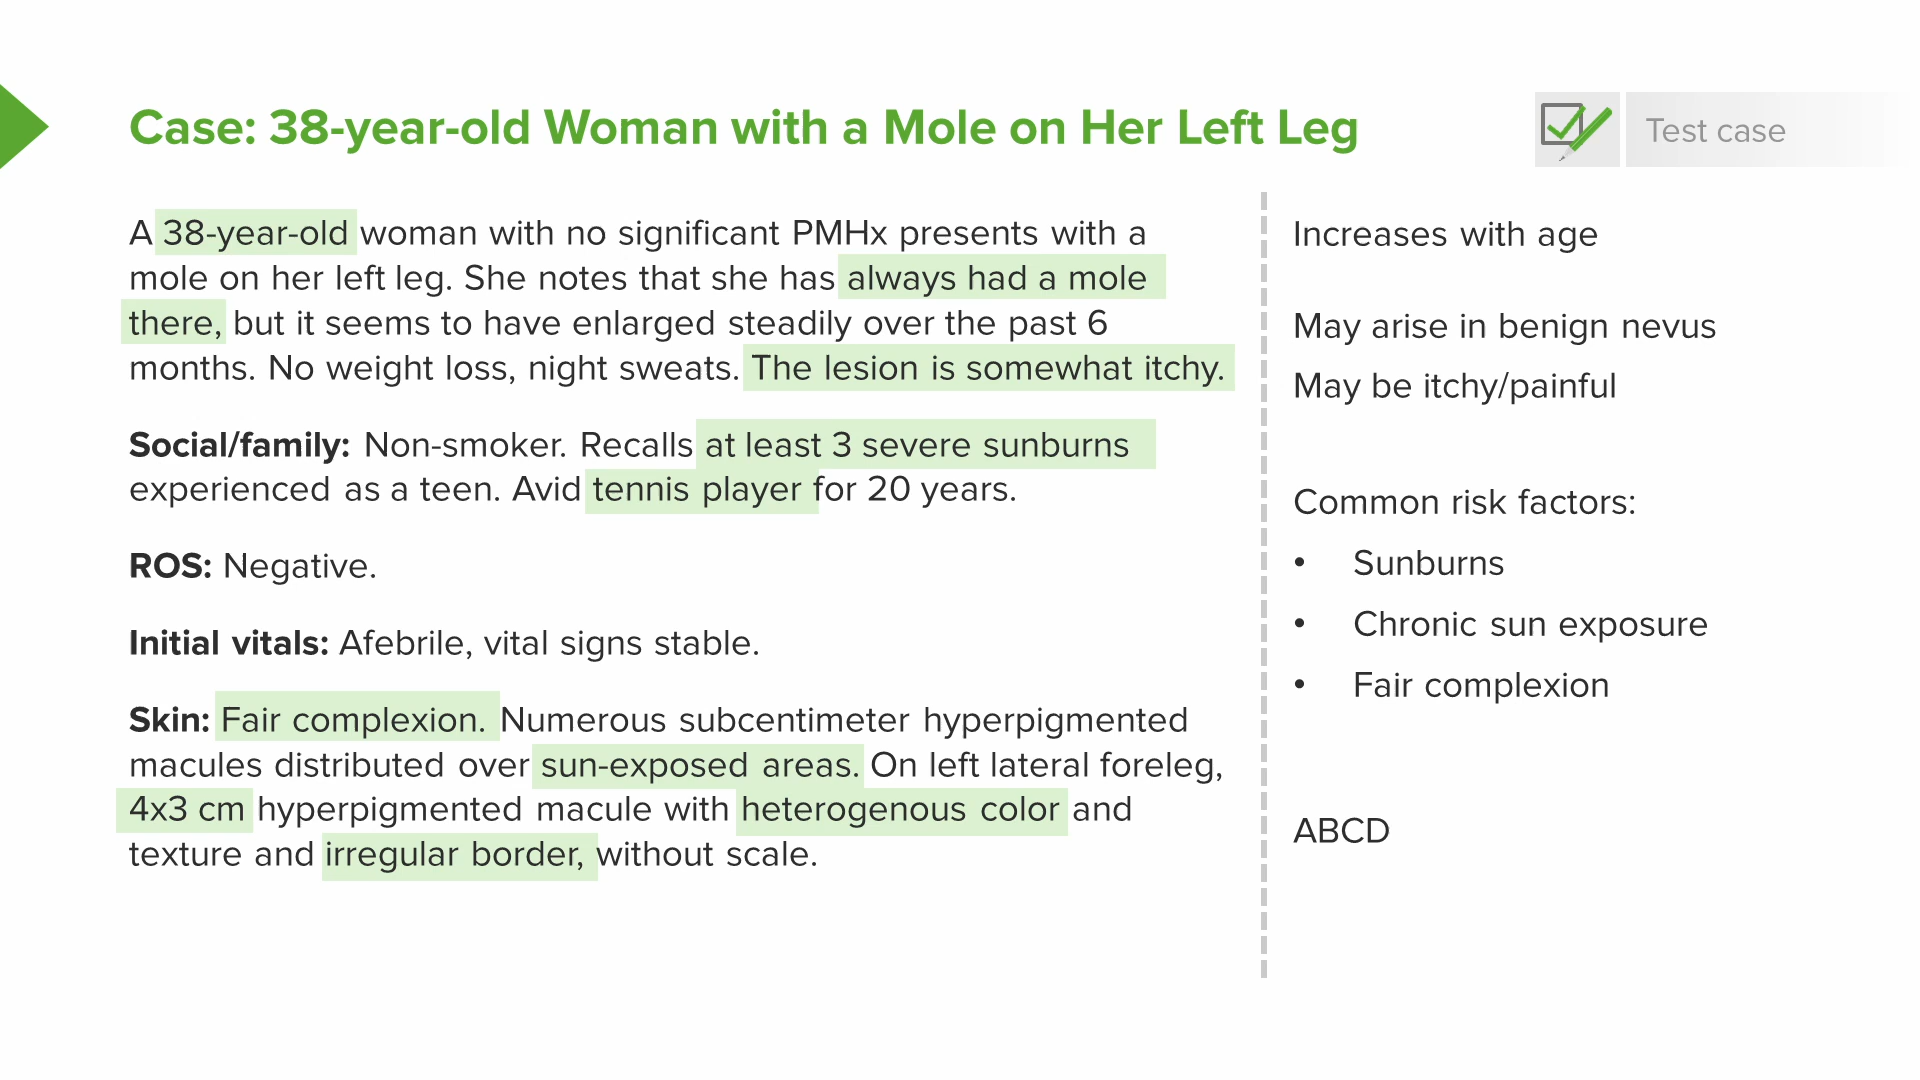 Case: 38-year-old Woman with a Mole on Her Left Leg
Test case
A 38-year-old woman with no significant PMHx presents with a
mole on her left leg. She notes that she has always had a mole
there, but it seems to have enlarged steadily over the past 6
months. No weight loss, night sweats. The lesion is somewhat itchy.
Social/family: Non-smoker. Recalls at least 3 severe sunburns
experienced as a teen. Avid tennis player for 20 years.
ROS: Negative.
Initial vitals: Afebrile, vital signs stable.
Skin: Fair complexion. Numerous subcentimeter hyperpigmented
macules distributed over sun-exposed areas. On left lateral foreleg,
4x3 cm hyperpigmented macule with heterogenous color and
texture and irregular border, without scale.
Increases with age
May arise in benign nevus
May be itchy/painful
Common risk factors:
• Sunburns
• Chronic sun exposure
• Fair complexion
ABCD